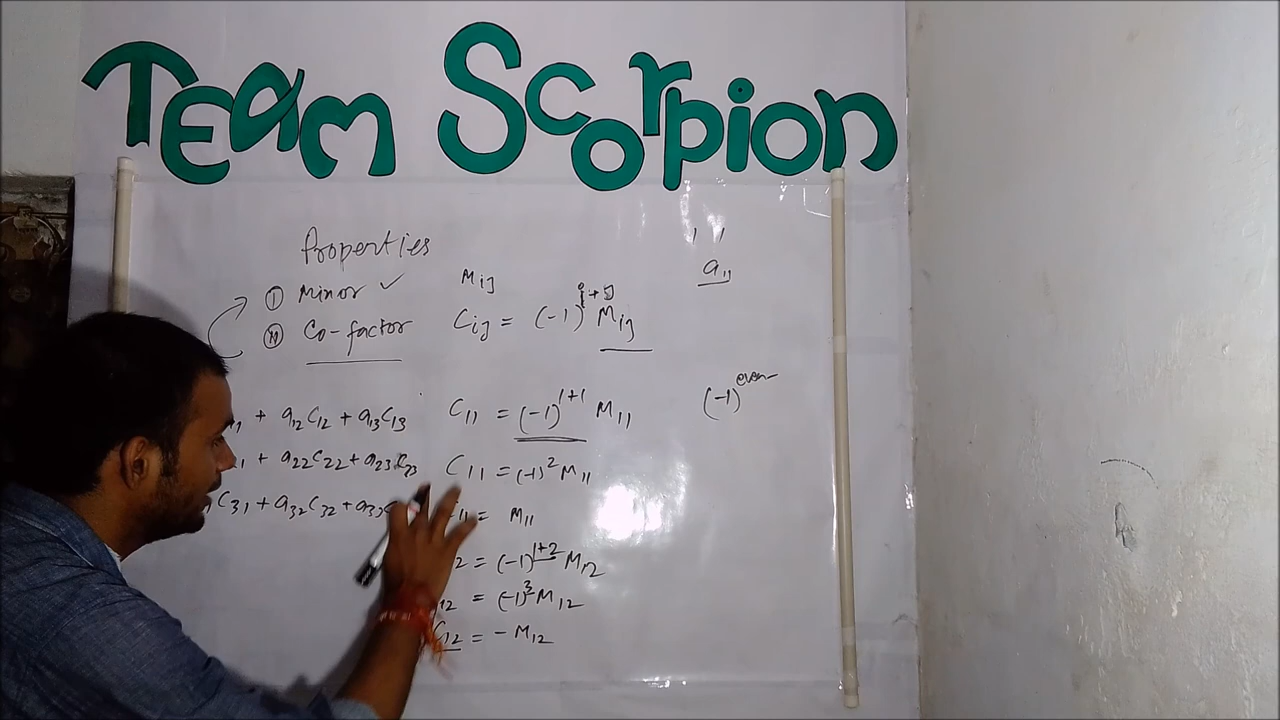 Team Scorpion
Properties
① Minor ✓ Mij
② Co-factor Cij = (-1)^{i+j} Mij
a₁₁
(-1)^{even}
+ a₁₂C₁₂ + a₁₃C₁₃
+ a₂₂C₂₂ + a₂₃C₂₃
C₃₁ + a₃₂C₃₂ +
C₁₁ = (-1)^{1+1} M₁₁
C₁₁ = (-1)² M₁₁
= M₁₁
= (-1)^{1+2} M₁₂
= (-1)³ M₁₂
C₁₂ = - M₁₂